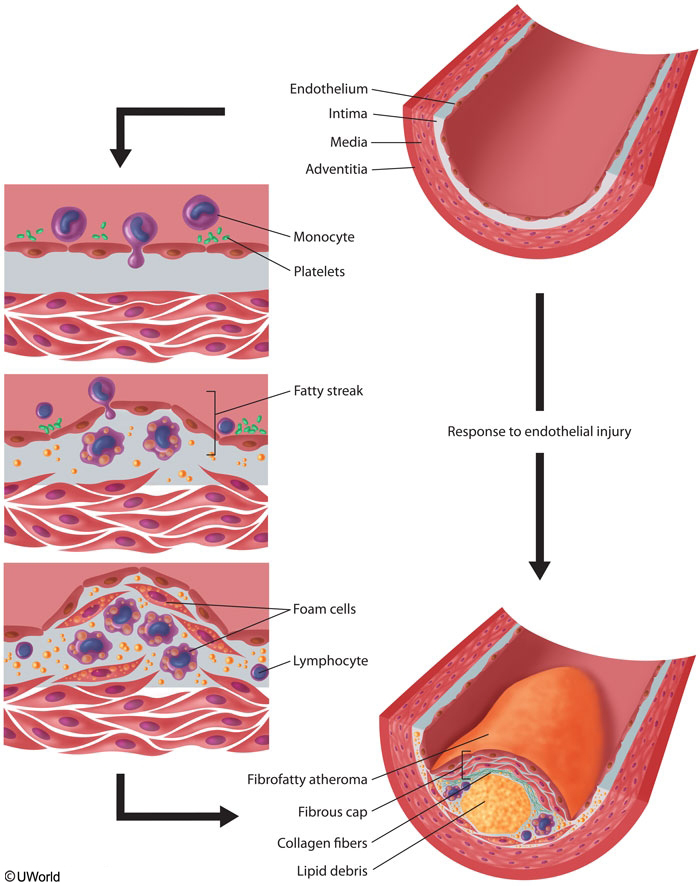 Endothelium
Intima
Media
Adventitia
Monocyte
Platelets
Fatty streak
Response to endothelial injury
Foam cells
Lymphocyte
Fibrofatty atheroma
Fibrous cap
Collagen fibers
Lipid debris
©UWorld